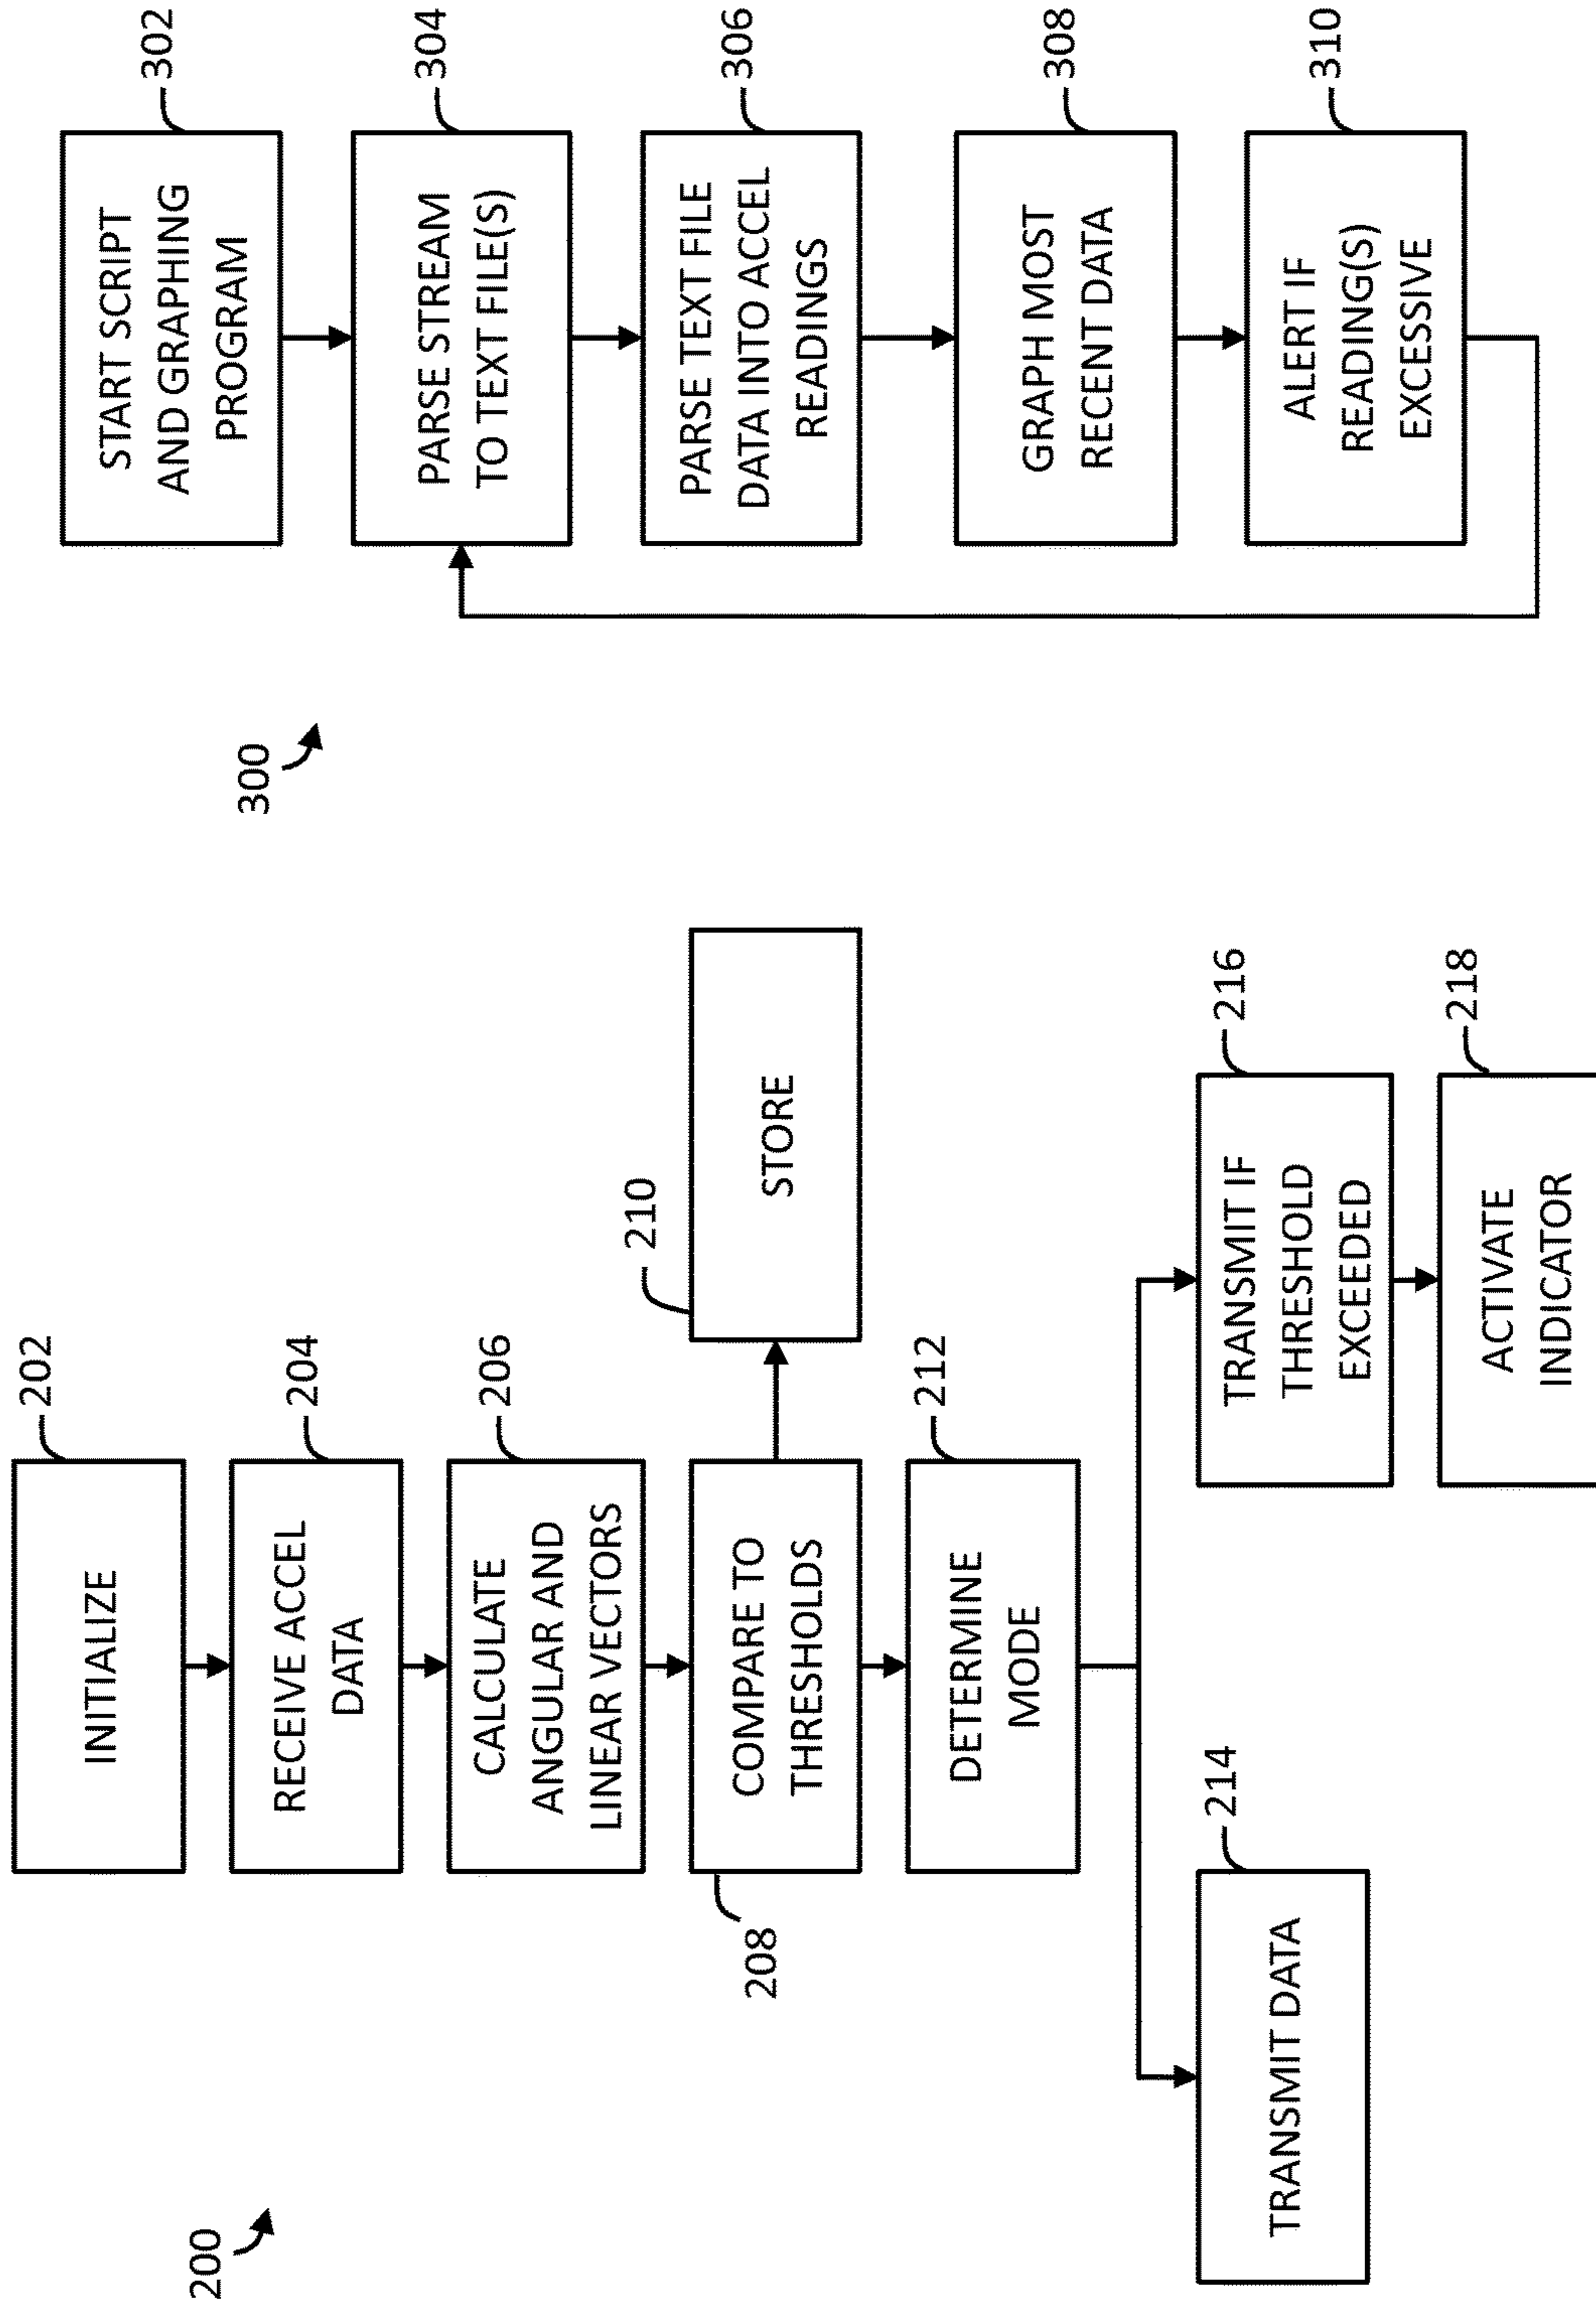 200
INITIALIZE
202
RECEIVE ACCEL
DATA
204
CALCULATE
ANGULAR AND
LINEAR VECTORS
206
COMPARE TO
THRESHOLDS
208
STORE
210
DETERMINE
MODE
212
TRANSMIT DATA
214
TRANSMIT IF
THRESHOLD
EXCEEDED
216
ACTIVATE
INDICATOR
218
300
START SCRIPT
AND GRAPHING
PROGRAM
302
PARSE STREAM
TO TEXT FILE(S)
304
PARSE TEXT FILE
DATA INTO ACCEL
READINGS
306
GRAPH MOST
RECENT DATA
308
ALERT IF
READING(S)
EXCESSIVE
310